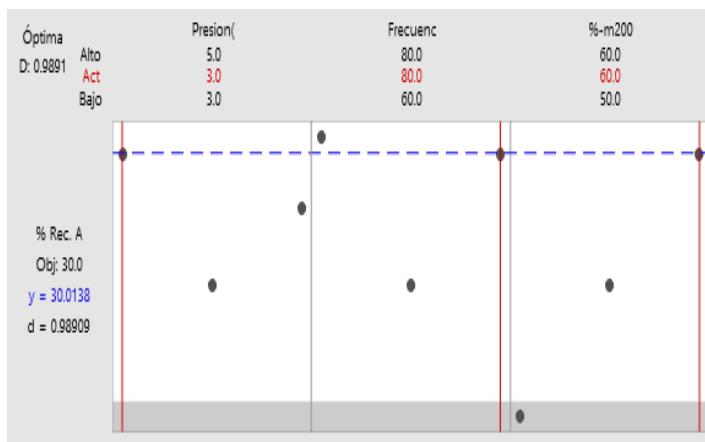 Óptima
D: 0.9891
Alto
Act
Bajo
Presion(
5.0
3.0
3.0
Frecuenc
80.0
80.0
60.0
%-m200
60.0
60.0
50.0
% Rec. A
Obj: 30.0
y = 30.0138
d = 0.98909